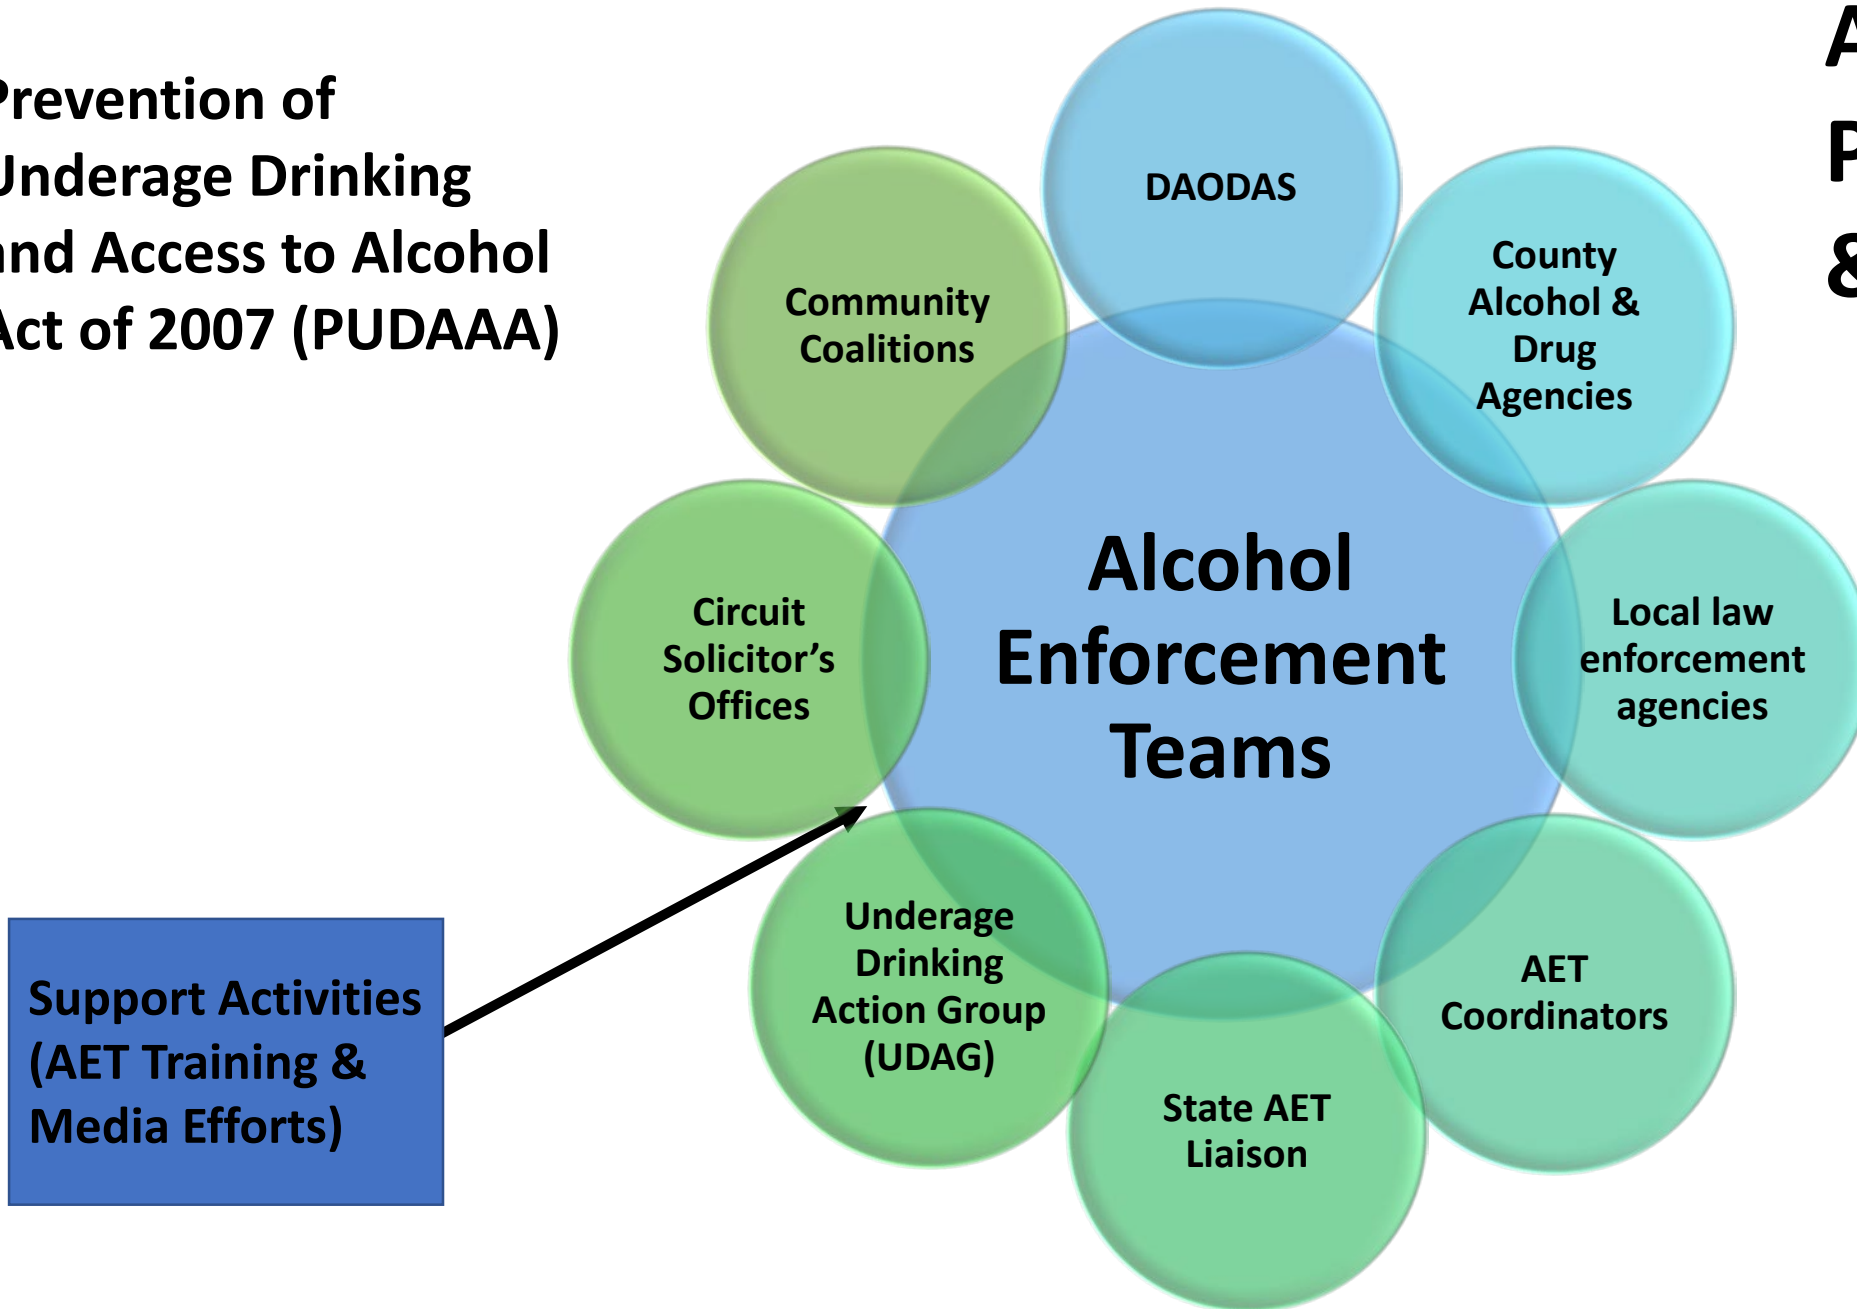 Prevention of
Underage Drinking
and Access to Alcohol
Act of 2007 (PUDAAA)
A
P
&
DAODAS
County
Alcohol &
Drug
Agencies
Local law
enforcement
agencies
AET
Coordinators
State AET
Liaison
Underage
Drinking
Action Group
(UDAG)
Circuit
Solicitor’s
Offices
Community
Coalitions
Alcohol
Enforcement
Teams
Support Activities
(AET Training &
Media Efforts)